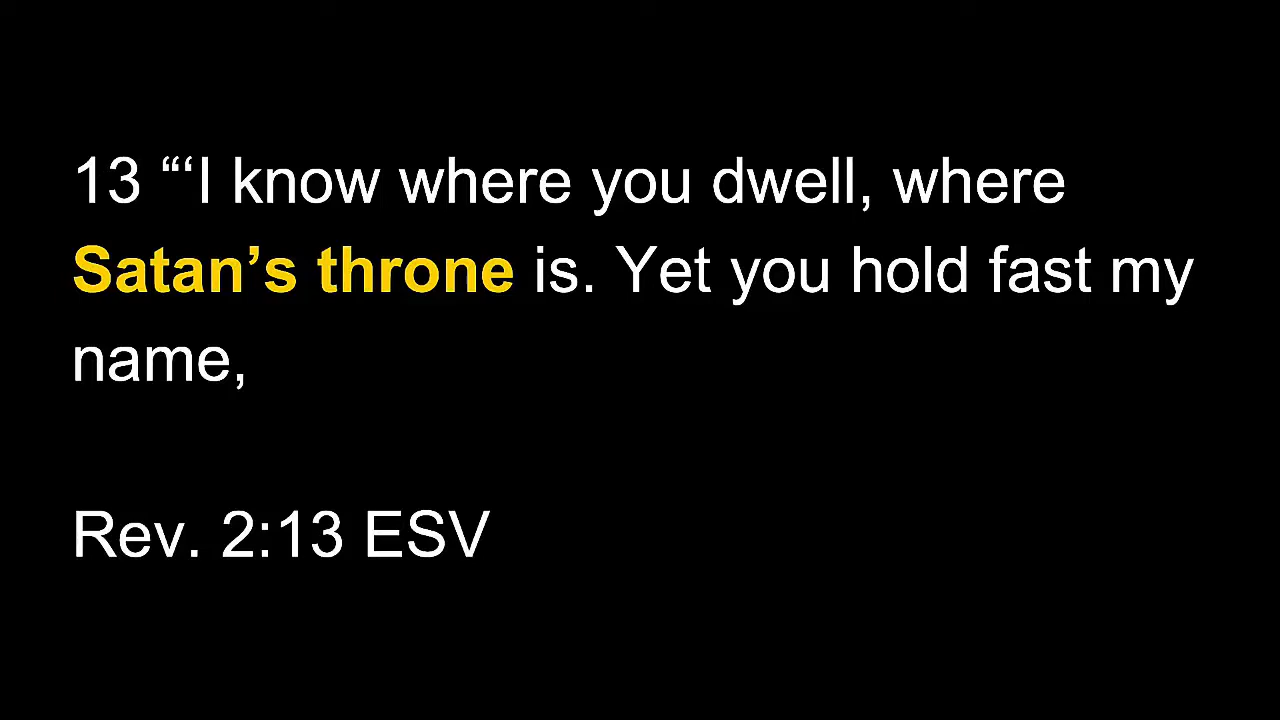 13 “‘I know where you dwell, where
Satan’s throne is. Yet you hold fast my
name,
Rev. 2:13 ESV